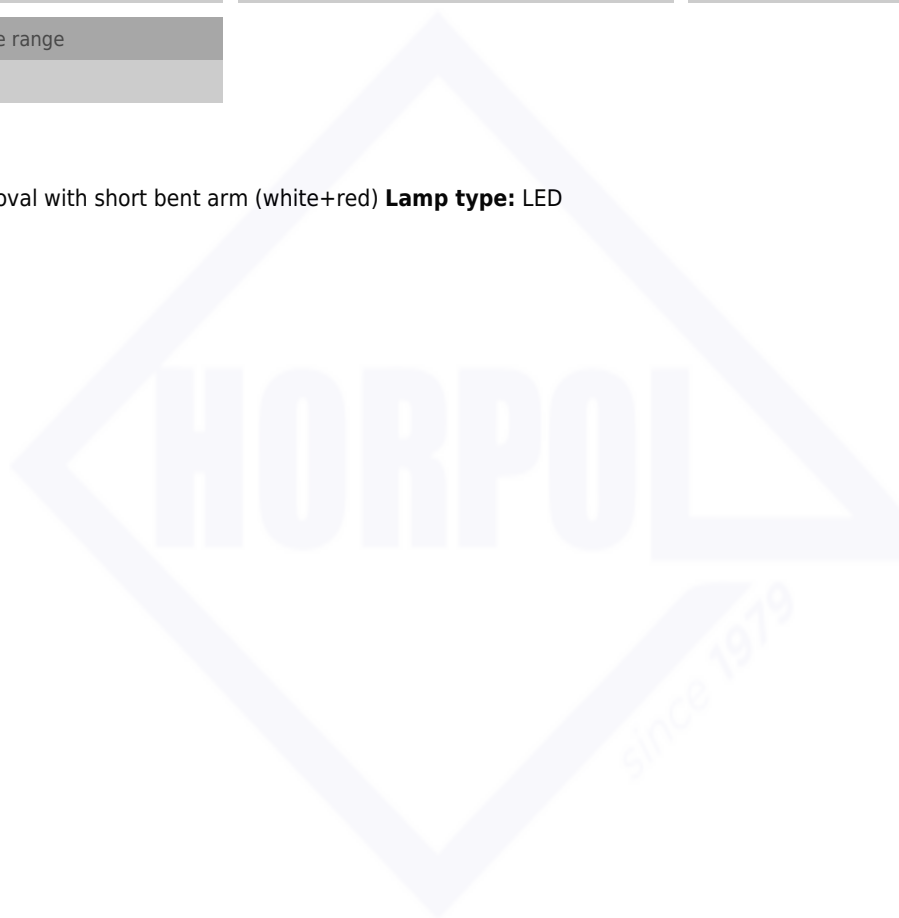 e range
oval with short bent arm (white+red) Lamp type: LED
HORPOL
since 1979